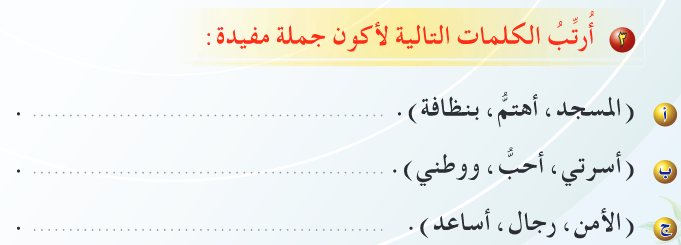 ٢ أُرتِّبُ الكلمات التالية لأكون جملة مفيدة:
أ (المسجد، أهتمُّ، بنظافة). ........................................ .
ب (أسرتي، أحبُّ، ووطني). ........................................ .
ج (الأمن، رجال، أساعد). ........................................ .